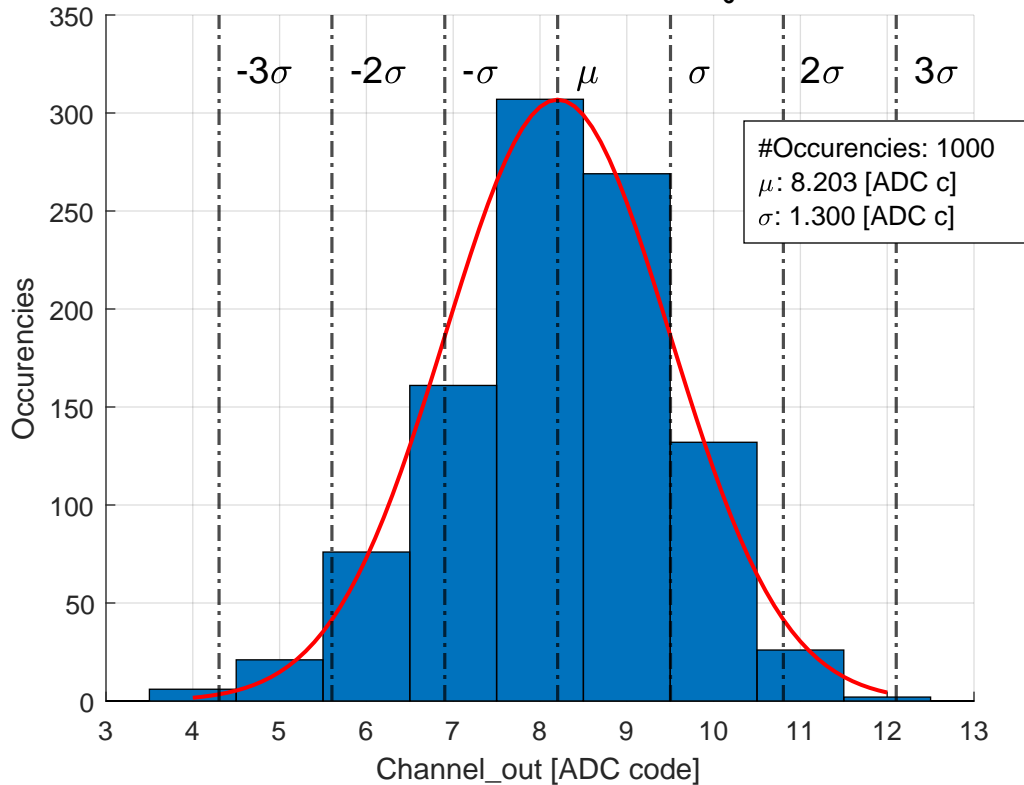 350
300
250
200
150
100
50
0
Occurencies
-3σ -2σ -σ μ σ 2σ 3σ
#Occurencies: 1000
μ: 8.203 [ADC c]
σ: 1.300 [ADC c]
3 4 5 6 7 8 9 10 11 12 13
Channel_out [ADC code]